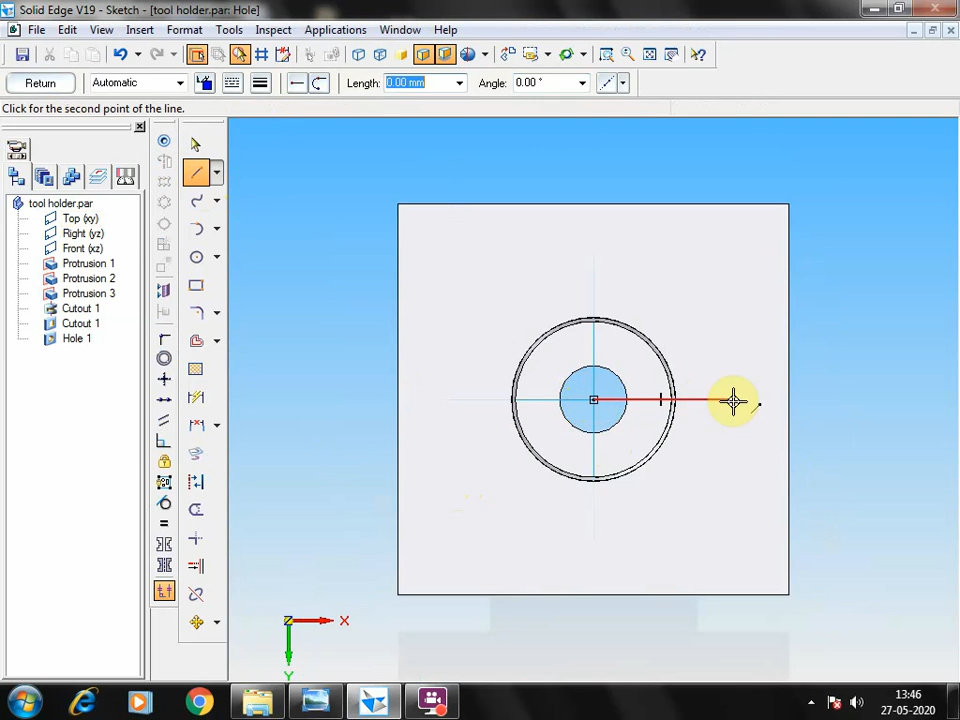 Solid Edge V19 - Sketch - [tool holder.par: Hole]
File Edit View Insert Format Tools Inspect Applications Window Help
Return Automatic Length: 0.00 mm Angle: 0.00 °
Click for the second point of the line.
tool holder.par
Top (xy)
Right (yz)
Front (xz)
Protrusion 1
Protrusion 2
Protrusion 3
Cutout 1
Cutout 1
Hole 1
X
Y
13:46
27-05-2020